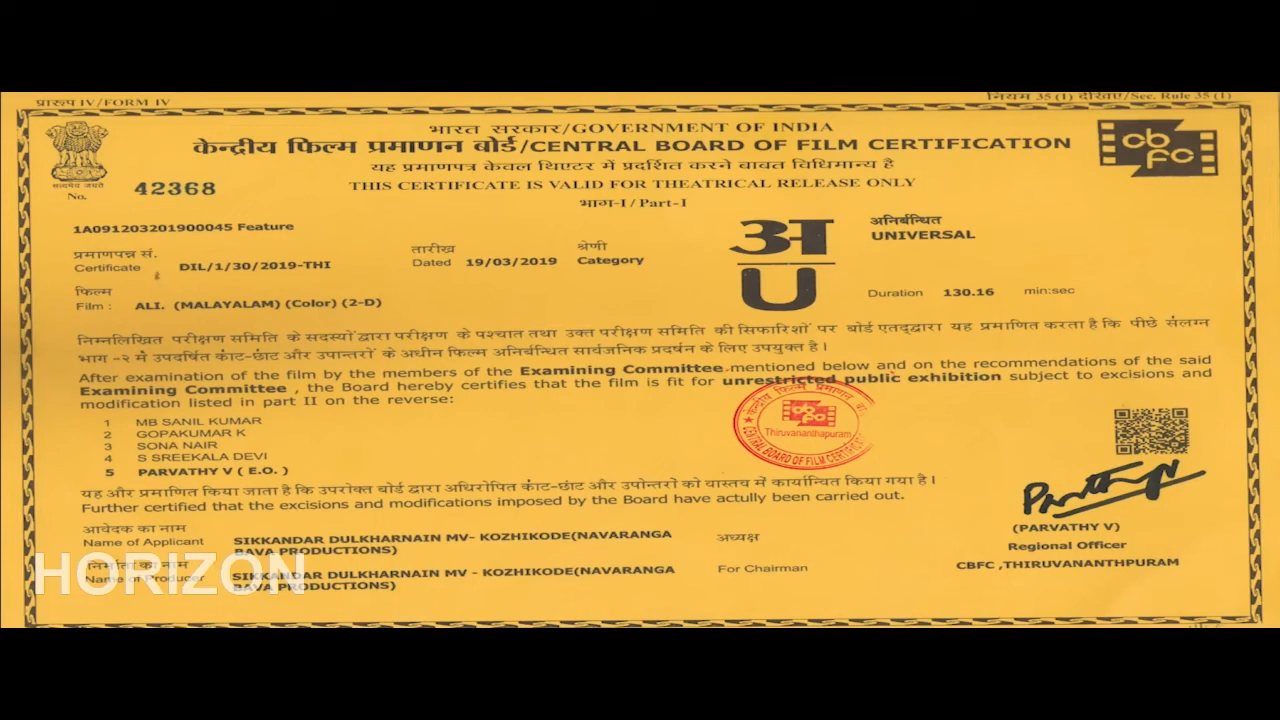 प्रारूप IV/FORM IV
नियम 35 (1) देखिए/Sec. Rule 35 (1)
भारत सरकार/GOVERNMENT OF INDIA
केन्द्रीय फिल्म प्रमाणन बोर्ड/CENTRAL BOARD OF FILM CERTIFICATION
यह प्रमाणपत्र केवल थिएटर में प्रदर्शित करने बावत विधिमान्य है
THIS CERTIFICATE IS VALID FOR THEATRICAL RELEASE ONLY
भाग-I / Part-I
cb
fc
सत्यमेव जयते
No. 42368
1A091203201900045 Feature
प्रमाणपन्न सं.
Certificate DIL/1/30/2019-THI
तारीख
Dated 19/03/2019
श्रेणी
Category
अ
U
अनिर्बन्धित
UNIVERSAL
फिल्म
Film : ALI. (MALAYALAM) (Color) (2-D)
Duration 130.16 min:sec
निम्नलिखित परीक्षण समिति के सदस्यों द्वारा परीक्षण के पश्चात तथा उक्त परीक्षण समिति की सिफारिशों पर बोर्ड एतद्द्वारा यह प्रमाणित करता है कि पीछे संलग्न
भाग -२ में उपदर्षित कांट-छांट और उपान्तरों के अधीन फिल्म अनिर्बन्धित सार्वजनिक प्रदर्षन के लिए उपयुक्त है।
After examination of the film by the members of the Examining Committee mentioned below and on the recommendations of the said
Examining Committee , the Board hereby certifies that the film is fit for unrestricted public exhibition subject to excisions and
modification listed in part II on the reverse:
1 MB SANIL KUMAR
2 GOPAKUMAR K
3 SONA NAIR
4 S SREEKALA DEVI
5 PARVATHY V ( E.O. )
केन्द्रीय फिल्म प्रमाणन
cb
fc
Thiruvananthapuram
CENTRAL BOARD OF FILM
यह और प्रमाणित किया जाता है कि उपरोक्त बोर्ड द्वारा अधिरोपित कांट-छांट और उपोन्तरों को वास्तव में कार्यान्वित किया गया है।
Further certified that the excisions and modifications imposed by the Board have actully been carried out.
आवेदक का नाम
Name of Applicant SIKKANDAR DULKHARNAIN MV- KOZHIKODE(NAVARANGA
BAVA PRODUCTIONS)
निर्माता का नाम
Name of Producer SIKKANDAR DULKHARNAIN MV - KOZHIKODE(NAVARANGA
BAVA PRODUCTIONS)
HORIZON
अध्यक्ष
For Chairman
(PARVATHY V)
Regional Officer
CBFC ,THIRUVANANTHPURAM